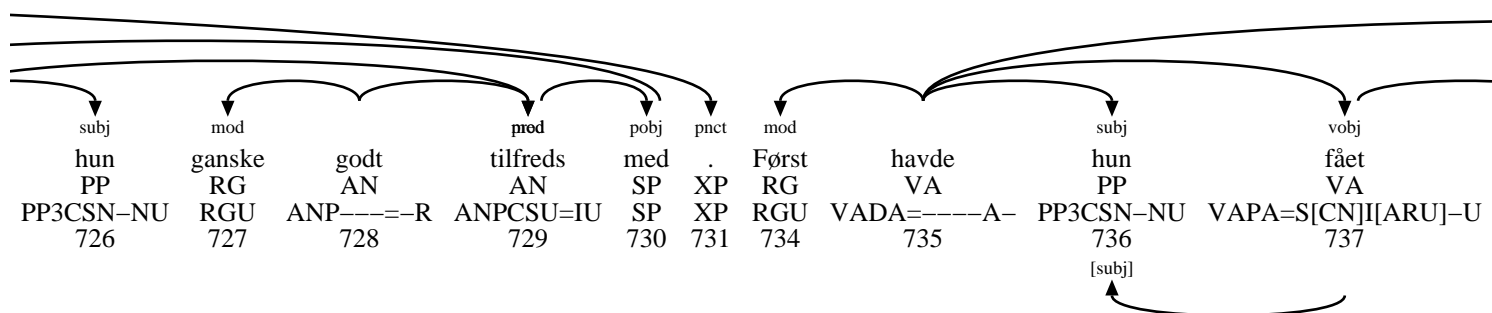 subj mod pred pobj pnct mod subj vobj
hun ganske godt tilfreds med . Først havde hun fået
PP RG AN AN SP XP RG VA PP VA
PP3CSN−NU RGU ANP−−−=−R ANPCSU=IU SP XP RGU VADA=−−−−A− PP3CSN−NU VAPA=S[CN]I[ARU]−U
726 727 728 729 730 731 734 735 736 737
[subj]